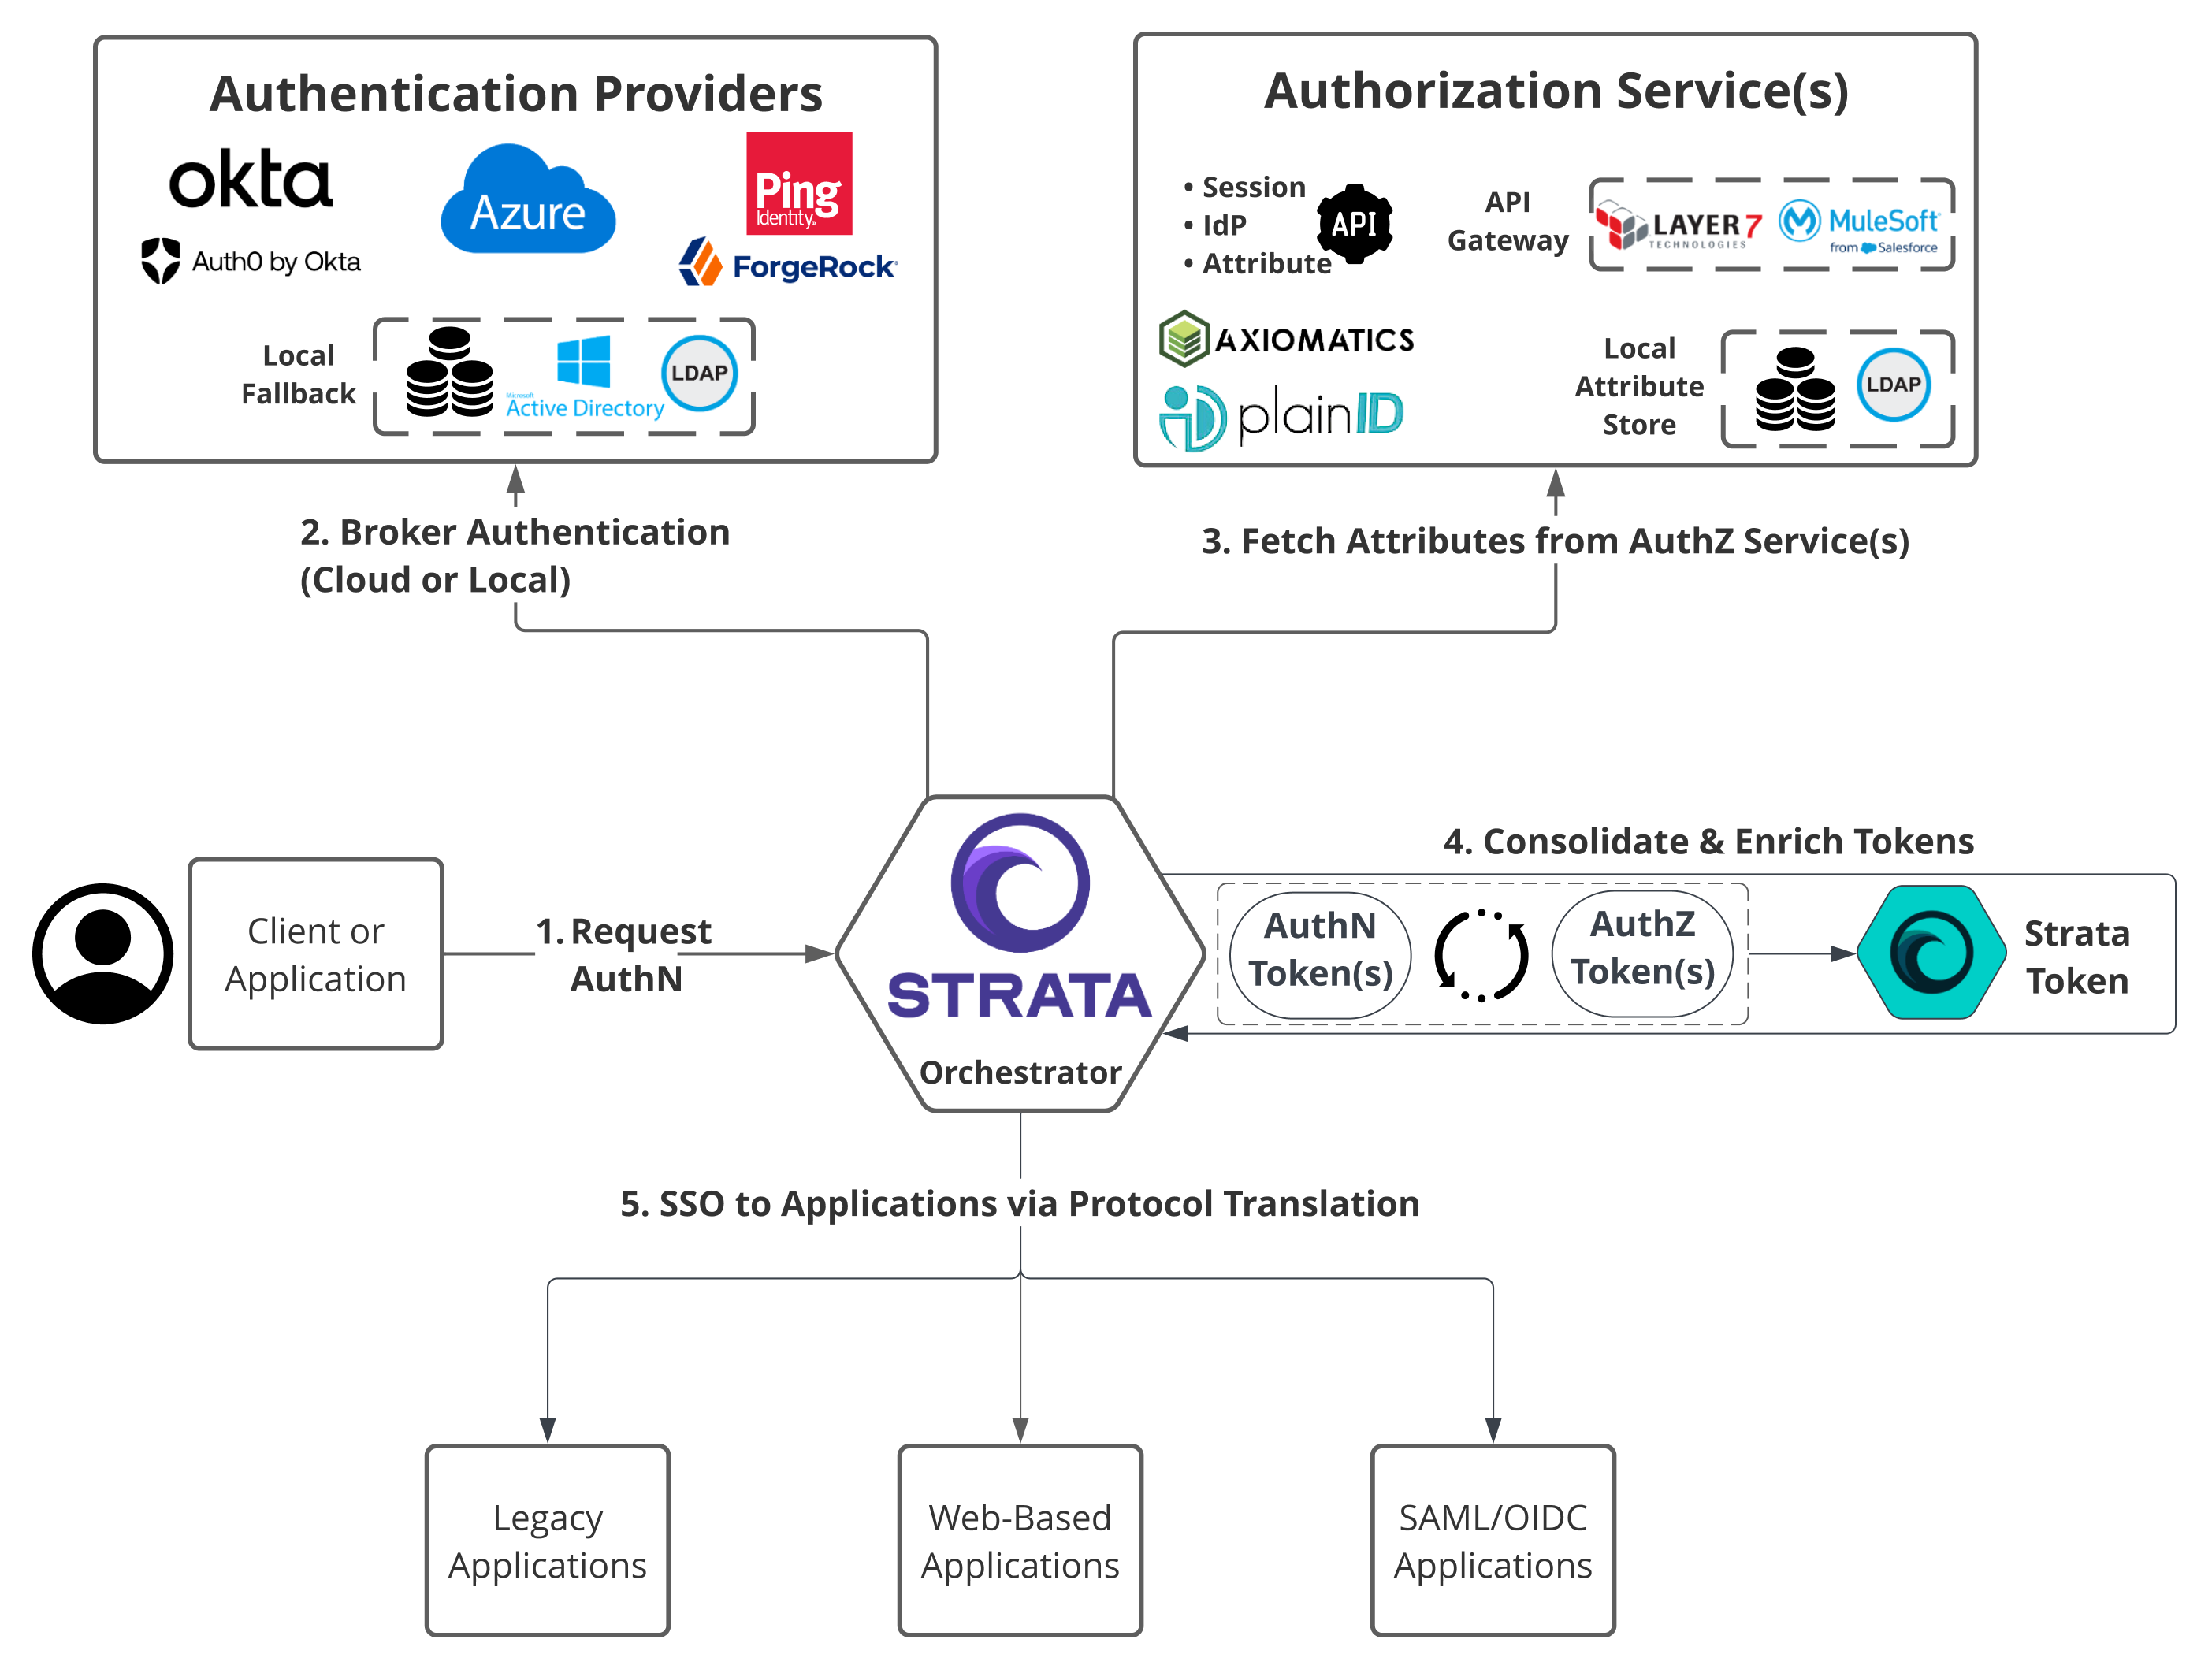 Authentication Providers
okta
Azure
Ping
Identity.
Auth0 by Okta
ForgeRock
Local
Fallback
Microsoft
Active Directory
LDAP
Authorization Service(s)
• Session
• IdP
• Attribute
API
API
Gateway
LAYER 7
TECHNOLOGIES
MuleSoft
from Salesforce
AXIOMATICS
plainID
Local
Attribute
Store
LDAP
2. Broker Authentication
(Cloud or Local)
3. Fetch Attributes from AuthZ Service(s)
Client or
Application
1. Request
AuthN
STRATA
Orchestrator
4. Consolidate & Enrich Tokens
AuthN
Token(s)
AuthZ
Token(s)
Strata
Token
5. SSO to Applications via Protocol Translation
Legacy
Applications
Web-Based
Applications
SAML/OIDC
Applications